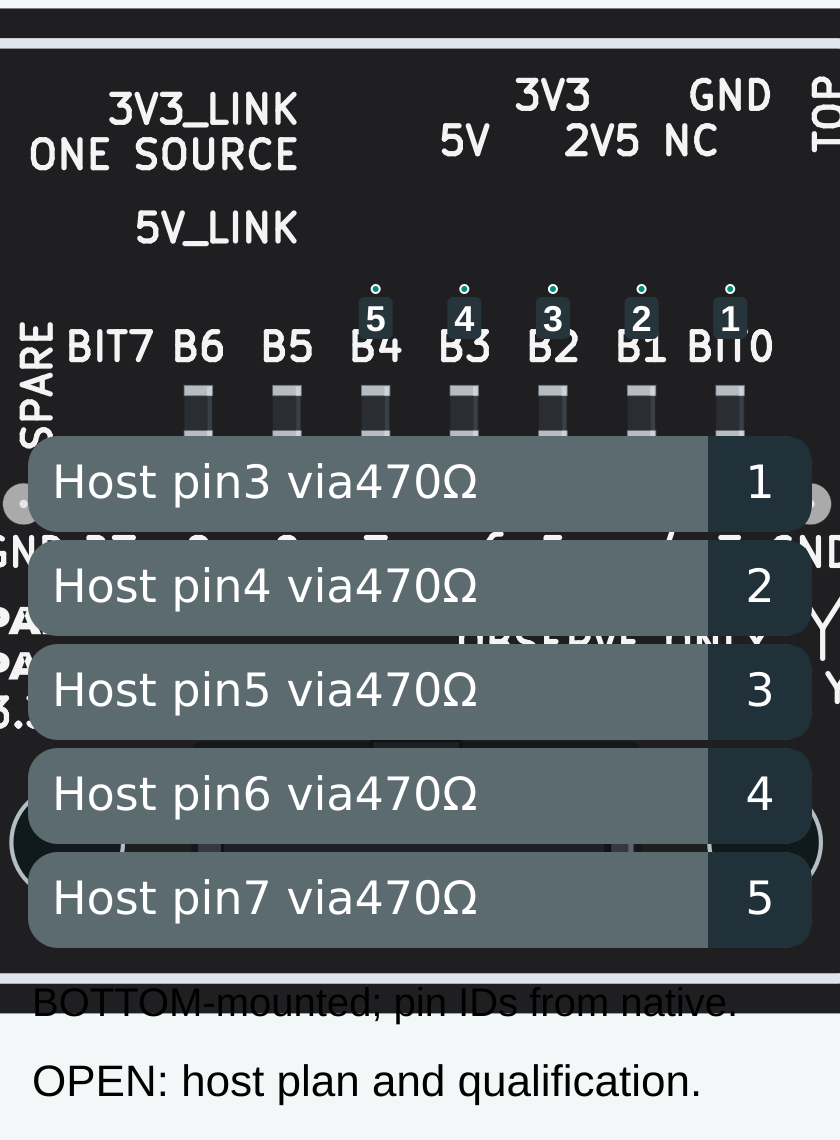 3V3 GND TOP
3V3_LINK
5V 2V5 NC
ONE SOURCE
5V_LINK
5 4 3 2 1
SPARE
BIT7 B6 B5 B4 B3 B2 B1 BIT0
Host pin3 via470Ω 1
Host pin4 via470Ω 2
OBSERVE ONLY
Host pin5 via470Ω 3
Host pin6 via470Ω 4
Host pin7 via470Ω 5
BOTTOM-mounted; pin IDs from native.
OPEN: host plan and qualification.